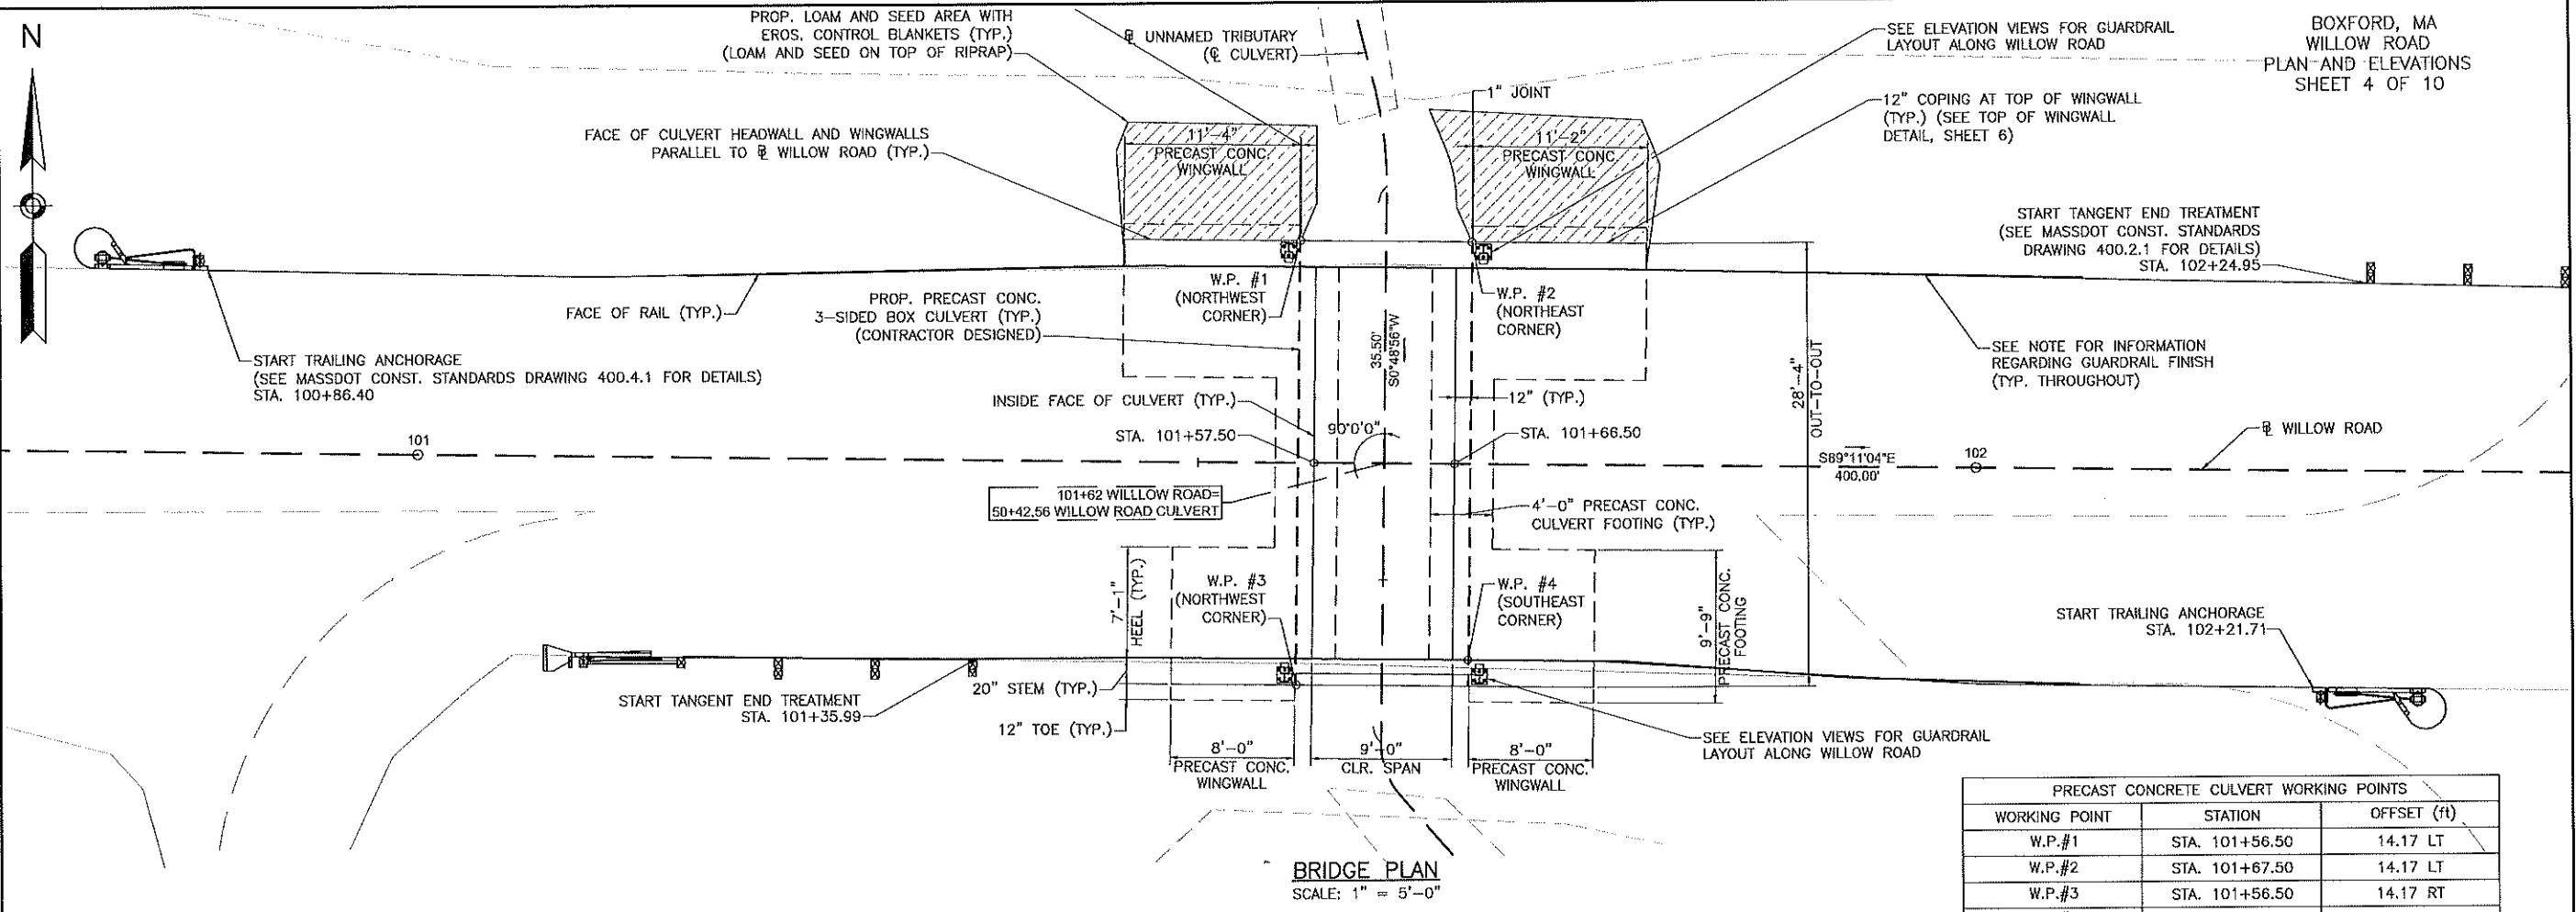 N
PROP. LOAM AND SEED AREA WITH
EROS. CONTROL BLANKETS (TYP.)
(LOAM AND SEED ON TOP OF RIPRAP)
℄ UNNAMED TRIBUTARY
(℄ CULVERT)
SEE ELEVATION VIEWS FOR GUARDRAIL
LAYOUT ALONG WILLOW ROAD
BOXFORD, MA
WILLOW ROAD
PLAN AND ELEVATIONS
SHEET 4 OF 10
1" JOINT
12" COPING AT TOP OF WINGWALL
(TYP.) (SEE TOP OF WINGWALL
DETAIL, SHEET 6)
FACE OF CULVERT HEADWALL AND WINGWALLS
PARALLEL TO ℄ WILLOW ROAD (TYP.)
11'-4"
PRECAST CONC.
WINGWALL
11'-2"
PRECAST CONC.
WINGWALL
START TANGENT END TREATMENT
(SEE MASSDOT CONST. STANDARDS
DRAWING 400.2.1 FOR DETAILS)
STA. 102+24.95
FACE OF RAIL (TYP.)
PROP. PRECAST CONC.
3-SIDED BOX CULVERT (TYP.)
(CONTRACTOR DESIGNED)
W.P. #1
(NORTHWEST
CORNER)
W.P. #2
(NORTHEAST
CORNER)
35.50'
S0°48'56"W
28'-4"
OUT-TO-OUT
SEE NOTE FOR INFORMATION
REGARDING GUARDRAIL FINISH
(TYP. THROUGHOUT)
START TRAILING ANCHORAGE
(SEE MASSDOT CONST. STANDARDS DRAWING 400.4.1 FOR DETAILS)
STA. 100+86.40
INSIDE FACE OF CULVERT (TYP.)
12" (TYP.)
STA. 101+57.50
90°0'0"
STA. 101+66.50
℄ WILLOW ROAD
101
S89°11'04"E
400.00'
102
101+62 WILLLOW ROAD=
50+42.56 WILLOW ROAD CULVERT
4'-0" PRECAST CONC.
CULVERT FOOTING (TYP.)
7'-1"
HEEL (TYP.)
W.P. #3
(NORTHWEST
CORNER)
W.P. #4
(SOUTHEAST
CORNER)
9'-9"
PRECAST CONC.
FOOTING
START TRAILING ANCHORAGE
STA. 102+21.71
START TANGENT END TREATMENT
STA. 101+35.99
20" STEM (TYP.)
12" TOE (TYP.)
SEE ELEVATION VIEWS FOR GUARDRAIL
LAYOUT ALONG WILLOW ROAD
8'-0"
PRECAST CONC.
WINGWALL
9'-0"
CLR. SPAN
8'-0"
PRECAST CONC.
WINGWALL
BRIDGE PLAN
SCALE: 1" = 5'-0"
PRECAST CONCRETE CULVERT WORKING POINTS
WORKING POINT STATION OFFSET (ft)
W.P.#1 STA. 101+56.50 14.17 LT
W.P.#2 STA. 101+67.50 14.17 LT
W.P.#3 STA. 101+56.50 14.17 RT